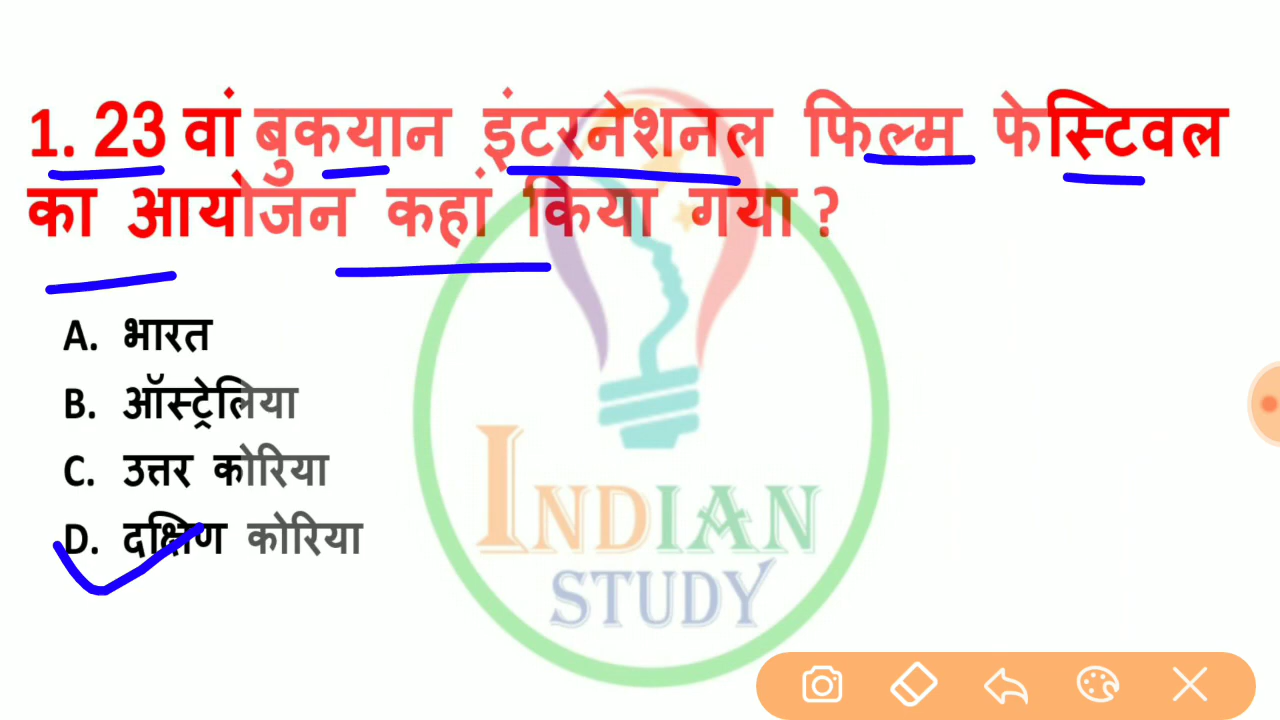 1. 23 वां बुकयान इंटरनेशनल फिल्म फेस्टिवल
का आयोजन कहां किया गया ?
A. भारत
B. ऑस्ट्रेलिया
C. उत्तर कोरिया
D. दक्षिण कोरिया
INDIAN
STUDY